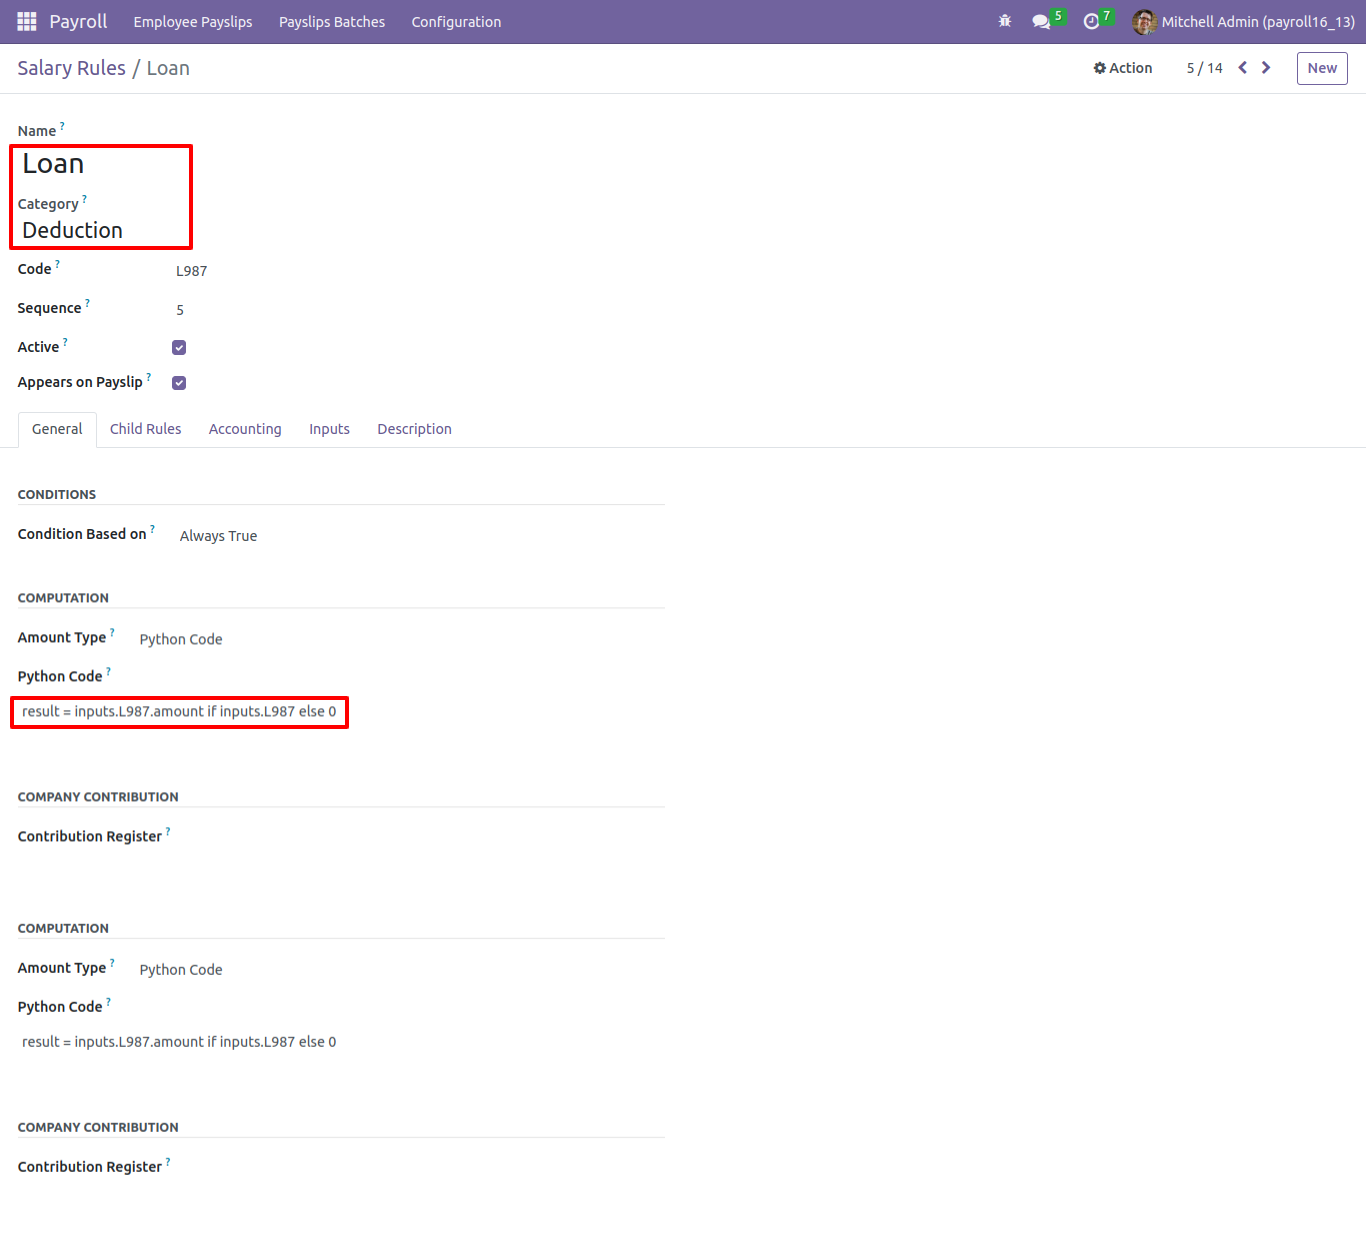 Payroll Employee Payslips Payslips Batches Configuration 5 7 Mitchell Admin (payroll16_13)
Salary Rules / Loan Action 5 / 14 New
Name ?
Loan
Category ?
Deduction
Code ? L987
Sequence ? 5
Active ?
Appears on Payslip ?
General Child Rules Accounting Inputs Description
CONDITIONS
Condition Based on ? Always True
COMPUTATION
Amount Type ? Python Code
Python Code ?
result = inputs.L987.amount if inputs.L987 else 0
COMPANY CONTRIBUTION
Contribution Register ?
COMPUTATION
Amount Type ? Python Code
Python Code ?
result = inputs.L987.amount if inputs.L987 else 0
COMPANY CONTRIBUTION
Contribution Register ?